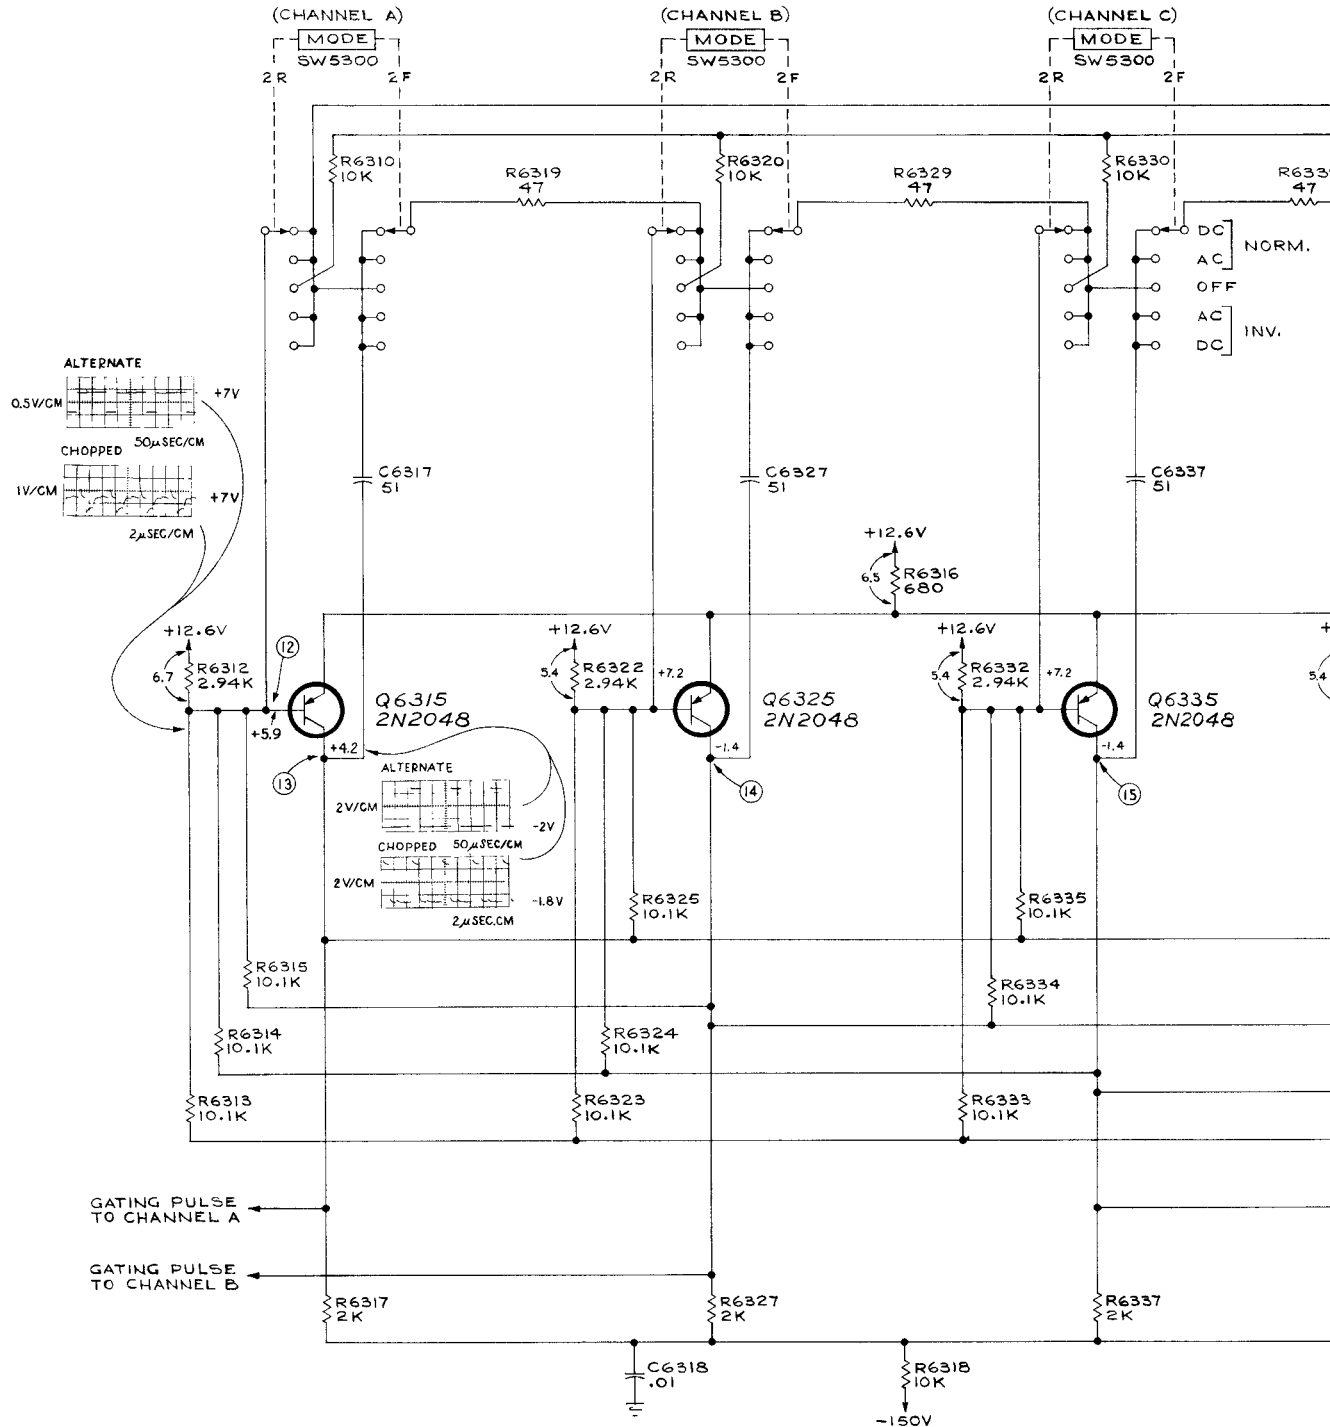 (CHANNEL A)
MODE
SW5300
2R
2F
(CHANNEL B)
MODE
SW5300
2R
2F
(CHANNEL C)
MODE
SW5300
2R
2F
R6310
10K
R6319
47
R6320
10K
R6329
47
R6330
10K
R633
47
DC
AC
NORM.
OFF
AC
DC
INV.
ALTERNATE
0.5V/CM
+7V
50µSEC/CM
CHOPPED
1V/CM
+7V
2µSEC/CM
C6317
51
C6327
51
C6337
51
+12.6V
6.5
R6316
680
+12.6V
6.7
R6312
2.94K
12
+5.9
Q6315
2N2048
+4.2
13
+12.6V
5.4
R6322
2.94K
+7.2
Q6325
2N2048
-1.4
14
+12.6V
5.4
R6332
2.94K
+7.2
Q6335
2N2048
-1.4
15
+
5.4
ALTERNATE
2V/CM
-2V
50µSEC/CM
CHOPPED
2V/CM
-1.8V
2µSEC.CM
R6325
10.1K
R6335
10.1K
R6315
10.1K
R6334
10.1K
R6314
10.1K
R6324
10.1K
R6313
10.1K
R6323
10.1K
R6333
10.1K
GATING PULSE
TO CHANNEL A
GATING PULSE
TO CHANNEL B
R6317
2K
R6327
2K
R6337
2K
C6318
.01
R6318
10K
-150V